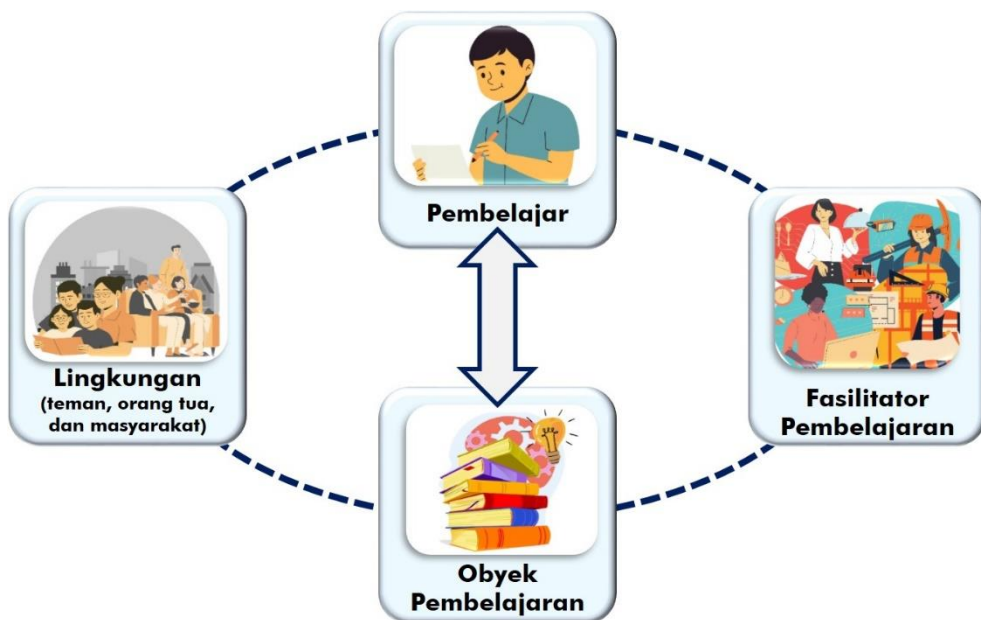 Pembelajar
Lingkungan
(teman, orang tua,
dan masyarakat)
Fasilitator
Pembelajaran
Obyek
Pembelajaran